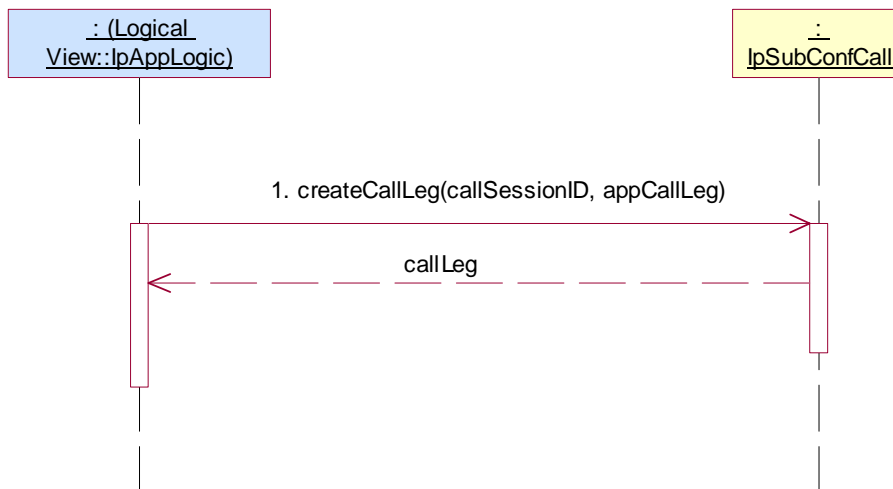 : (Logical
View::IpAppLogic)
:
IpSubConfCall
1. createCallLeg(callSessionID, appCallLeg)
callLeg